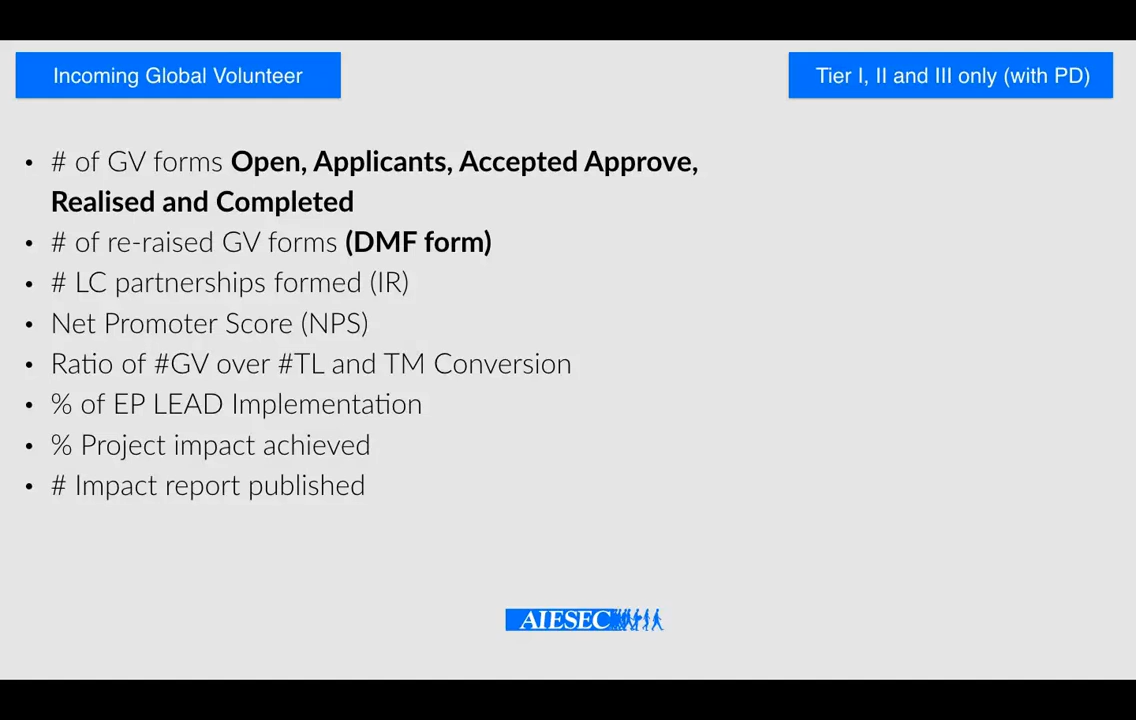 Incoming Global Volunteer
Tier I, II and III only (with PD)
• # of GV forms Open, Applicants, Accepted Approve,
Realised and Completed
• # of re-raised GV forms (DMF form)
• # LC partnerships formed (IR)
• Net Promoter Score (NPS)
• Ratio of #GV over #TL and TM Conversion
• % of EP LEAD Implementation
• % Project impact achieved
• # Impact report published
AIESEC